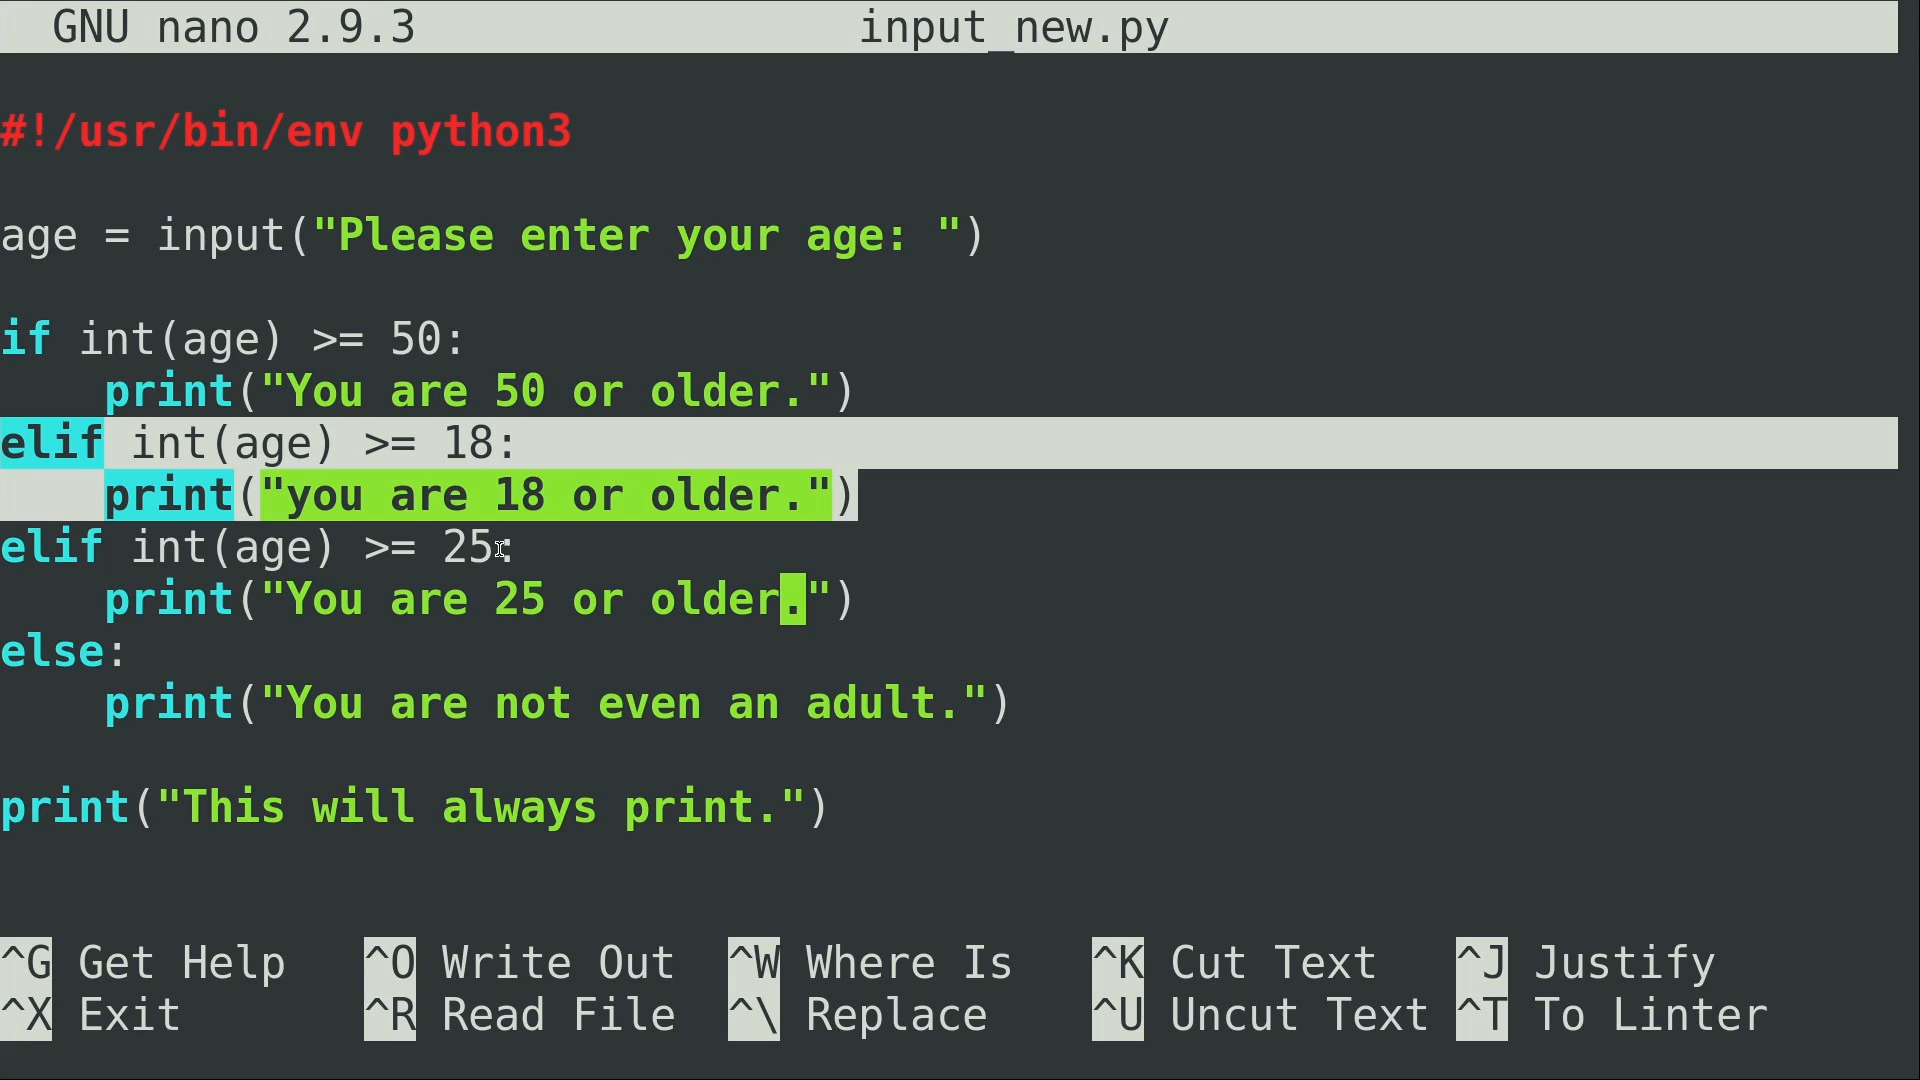 GNU nano 2.9.3 input_new.py
#!/usr/bin/env python3
age = input("Please enter your age: ")
if int(age) >= 50:
    print("You are 50 or older.")
elif int(age) >= 18:
    print("you are 18 or older.")
elif int(age) >= 25:
    print("You are 25 or older.")
else:
    print("You are not even an adult.")
print("This will always print.")
^G Get Help ^O Write Out ^W Where Is ^K Cut Text ^J Justify
^X Exit ^R Read File ^\ Replace ^U Uncut Text ^T To Linter